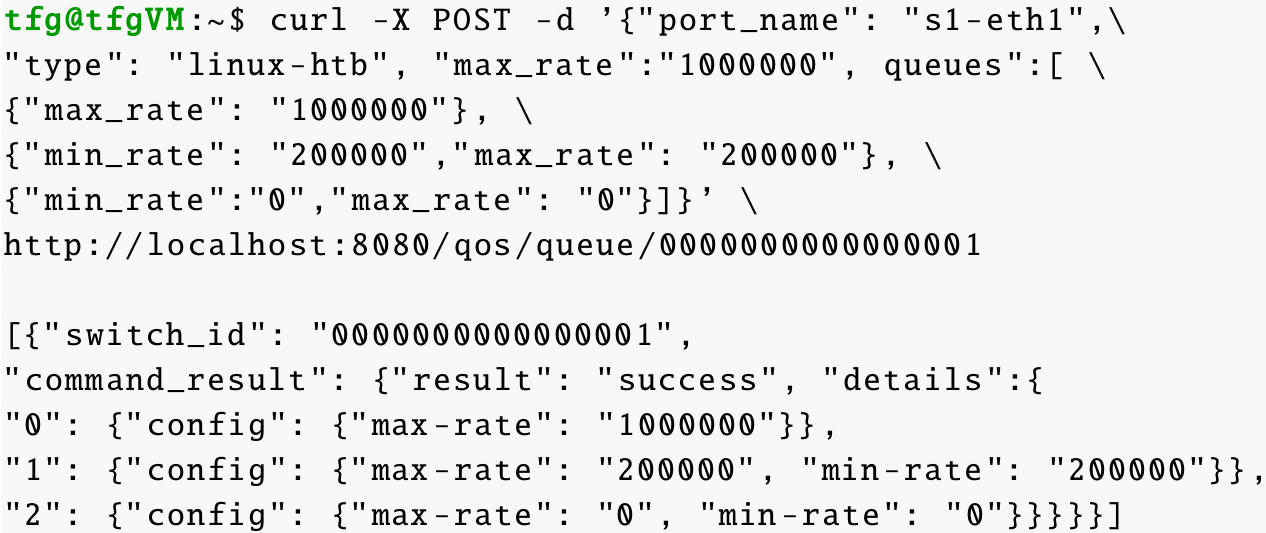 tfg@tfgVM:~$ curl -X POST -d ’{"port_name": "s1-eth1",\
"type": "linux-htb", "max_rate":"1000000", queues":[ \
{"max_rate": "1000000"}, \
{"min_rate": "200000","max_rate": "200000"}, \
{"min_rate":"0","max_rate": "0"}]}’ \
http://localhost:8080/qos/queue/0000000000000001
[{"switch_id": "0000000000000001",
"command_result": {"result": "success", "details":{
"0": {"config": {"max-rate": "1000000"}},
"1": {"config": {"max-rate": "200000", "min-rate": "200000"}},
"2": {"config": {"max-rate": "0", "min-rate": "0"}}}}}]